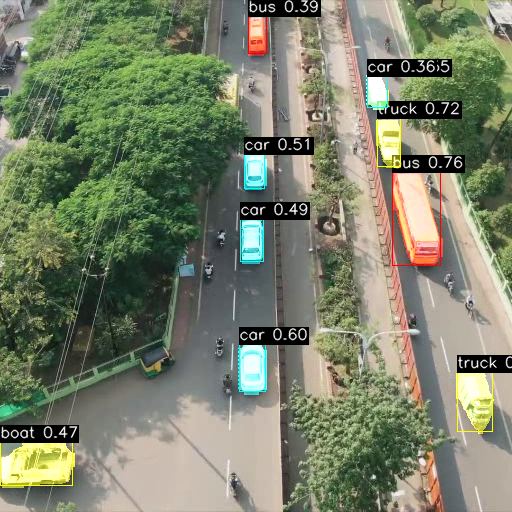 bus 0.39
car 0.36
truck 0.72
car 0.51
bus 0.76
car 0.49
car 0.60
truck 0
boat 0.47